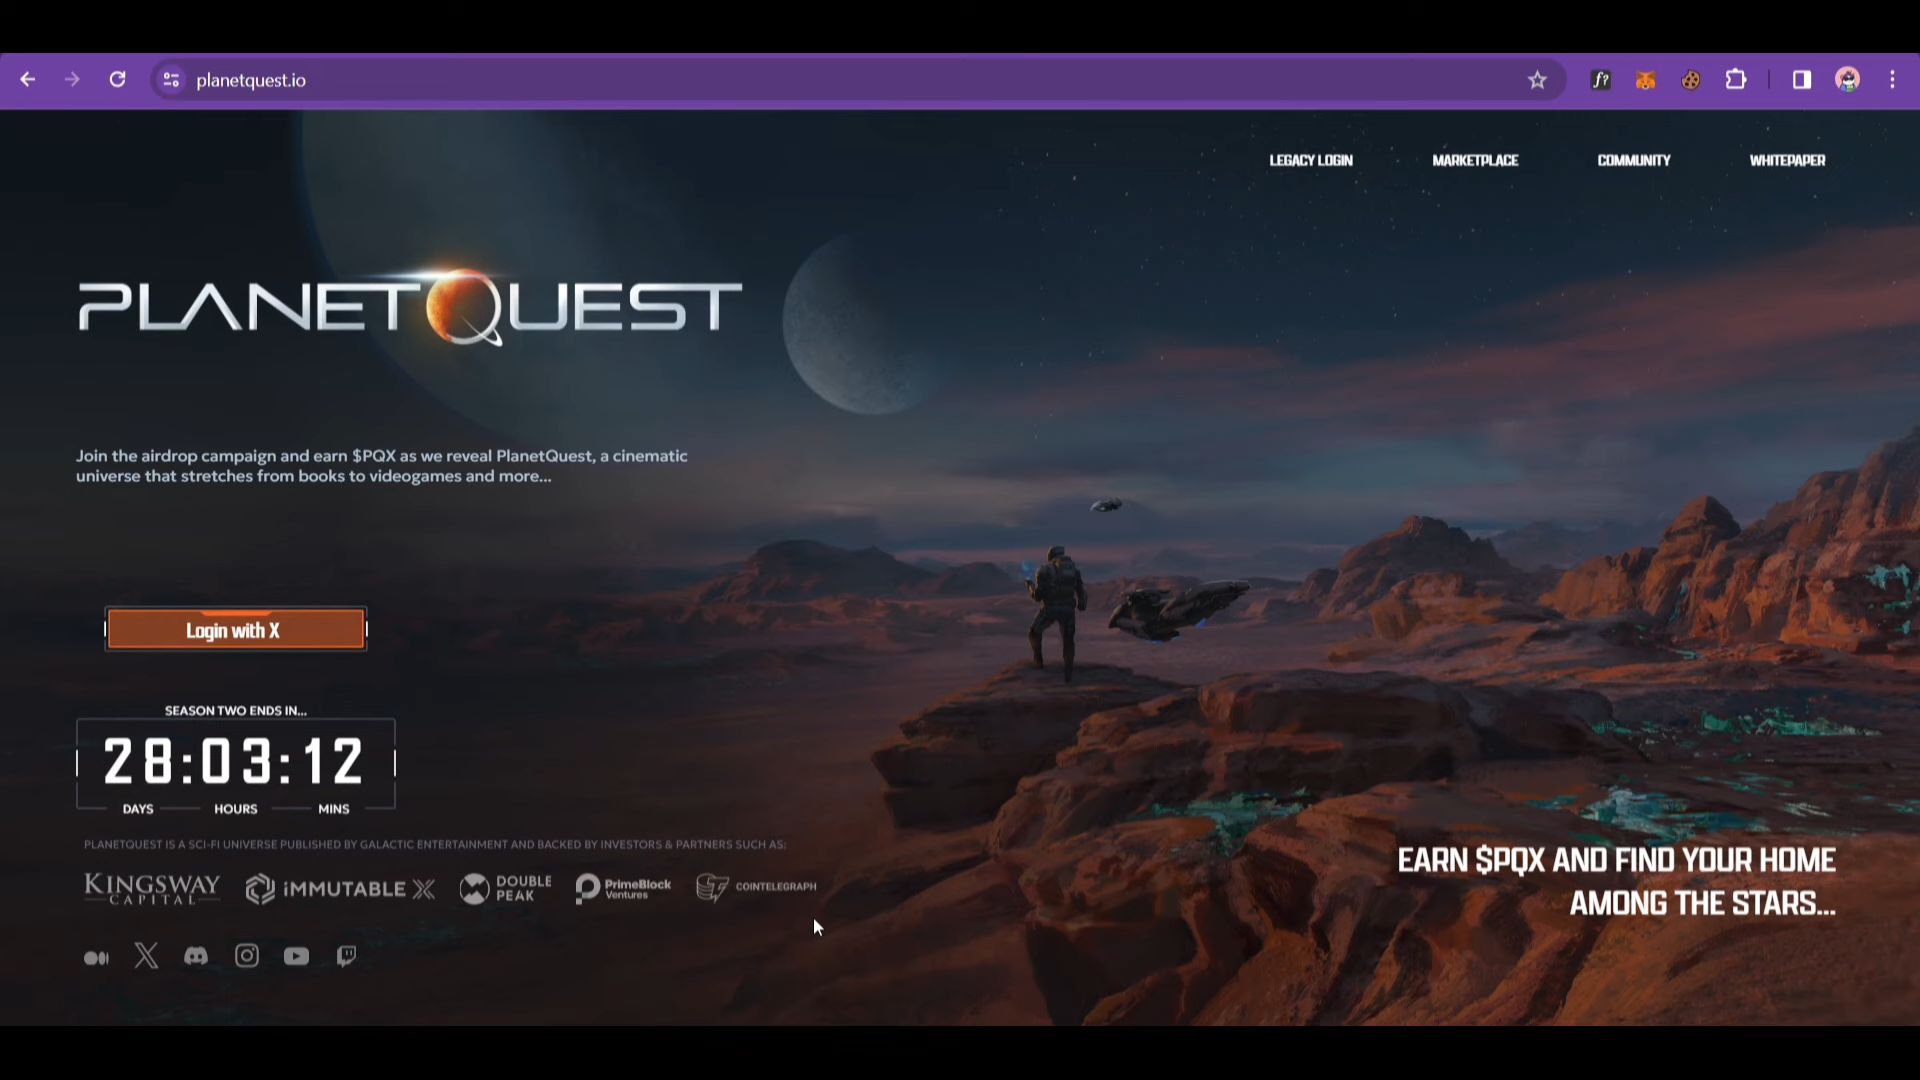 planetquest.io
f?
LEGACY LOGIN
MARKETPLACE
COMMUNITY
WHITEPAPER
PLANETQUEST
Join the airdrop campaign and earn $PQX as we reveal PlanetQuest, a cinematic
universe that stretches from books to videogames and more...
Login with X
SEASON TWO ENDS IN...
28:03:12
DAYS HOURS MINS
PLANETQUEST IS A SCI-FI UNIVERSE PUBLISHED BY GALACTIC ENTERTAINMENT AND BACKED BY INVESTORS & PARTNERS SUCH AS:
KINGSWAY
CAPITAL
IMMUTABLE X
DOUBLE
PEAK
PrimeBlock
Ventures
COINTELEGRAPH
EARN $PQX AND FIND YOUR HOME
AMONG THE STARS...